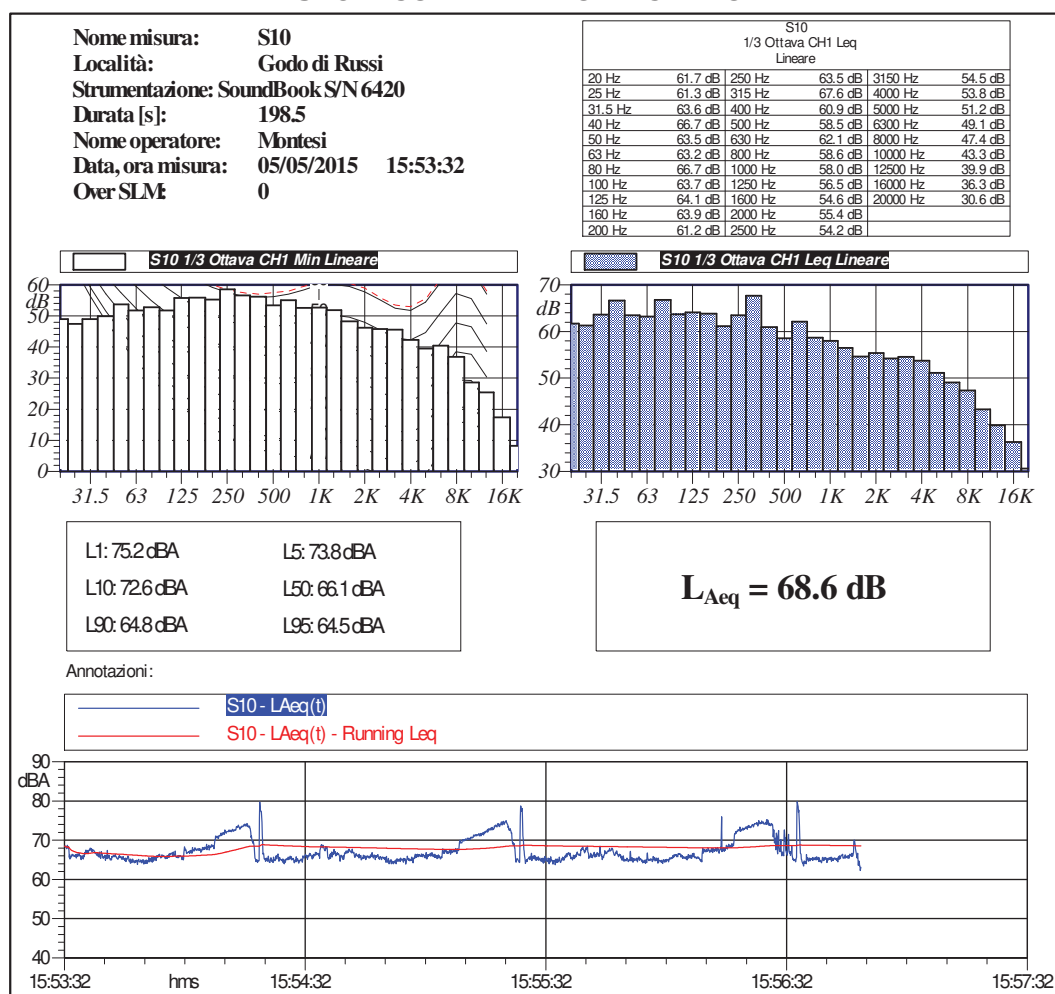 Nome misura: S10
Località: Godo di Russi
Strumentazione: SoundBook S/N 6420
Durata [s]: 198.5
Nome operatore: Montesi
Data, ora misura: 05/05/2015 15:53:32
Over SLM: 0
S10
1/3 Ottava CH1 Leq
Lineare
20 Hz 61.7 dB 250 Hz 63.5 dB 3150 Hz 54.5 dB
25 Hz 61.3 dB 315 Hz 67.6 dB 4000 Hz 53.8 dB
31.5 Hz 63.6 dB 400 Hz 60.9 dB 5000 Hz 51.2 dB
40 Hz 66.7 dB 500 Hz 58.5 dB 6300 Hz 49.1 dB
50 Hz 63.5 dB 630 Hz 62.1 dB 8000 Hz 47.4 dB
63 Hz 63.2 dB 800 Hz 58.6 dB 10000 Hz 43.3 dB
80 Hz 66.7 dB 1000 Hz 58.0 dB 12500 Hz 39.9 dB
100 Hz 63.7 dB 1250 Hz 56.5 dB 16000 Hz 36.3 dB
125 Hz 64.1 dB 1600 Hz 54.6 dB 20000 Hz 30.6 dB
160 Hz 63.9 dB 2000 Hz 55.4 dB
200 Hz 61.2 dB 2500 Hz 54.2 dB
S10 1/3 Ottava CH1 Min Lineare
60
dB
50
40
30
20
10
0
31.5 63 125 250 500 1K 2K 4K 8K 16K
S10 1/3 Ottava CH1 Leq Lineare
70
dB
60
50
40
30
31.5 63 125 250 500 1K 2K 4K 8K 16K
L1: 75.2 dBA L5: 73.8 dBA
L10: 72.6 dBA L50: 66.1 dBA
L90: 64.8 dBA L95: 64.5 dBA
LAeq = 68.6 dB
Annotazioni:
S10 - LAeq(t)
S10 - LAeq(t) - Running Leq
90
dBA
80
70
60
50
40
15:53:32 hms 15:54:32 15:55:32 15:56:32 15:57:32